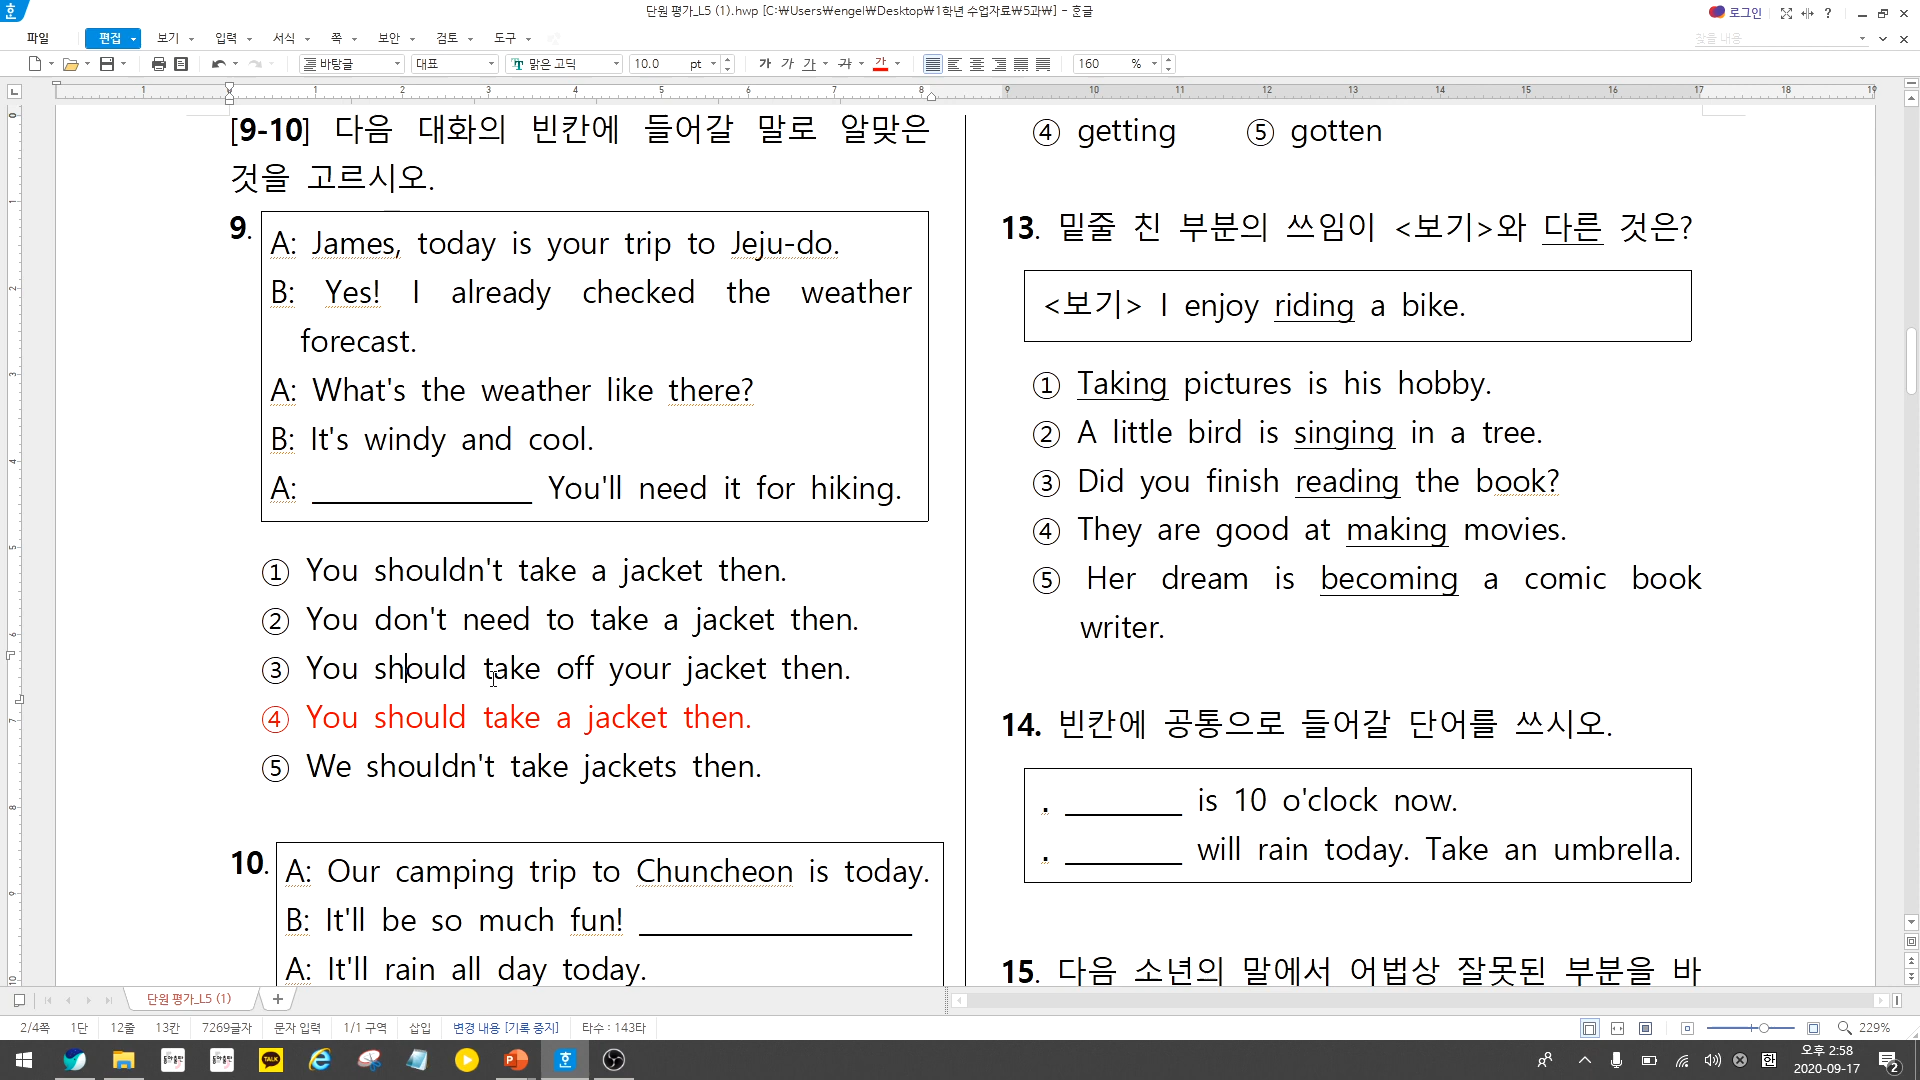 단원 평가_L5 (1).hwp [C:₩Users₩engel₩Desktop₩1학년 수업자료₩5과₩] - 훈글
로그인
파일 편집 보기 입력 서식 쪽 보안 검토 도구
찾을 내용
바탕글 대표 맑은 고딕 10.0 pt 가 가 가 가 가 160 %
[9-10] 다음 대화의 빈칸에 들어갈 말로 알맞은
것을 고르시오.
9.
A: James, today is your trip to Jeju-do.
B: Yes! I already checked the weather
forecast.
A: What's the weather like there?
B: It's windy and cool.
A: ______________ You'll need it for hiking.
① You shouldn't take a jacket then.
② You don't need to take a jacket then.
③ You should take off your jacket then.
④ You should take a jacket then.
⑤ We shouldn't take jackets then.
10.
A: Our camping trip to Chuncheon is today.
B: It'll be so much fun! _________________
A: It'll rain all day today.
④ getting ⑤ gotten
13. 밑줄 친 부분의 쓰임이 <보기>와 다른 것은?
<보기> I enjoy riding a bike.
① Taking pictures is his hobby.
② A little bird is singing in a tree.
③ Did you finish reading the book?
④ They are good at making movies.
⑤ Her dream is becoming a comic book
writer.
14. 빈칸에 공통으로 들어갈 단어를 쓰시오.
. _______ is 10 o'clock now.
. _______ will rain today. Take an umbrella.
15. 다음 소년의 말에서 어법상 잘못된 부분을 바
단원 평가_L5 (1)
2/4쪽 1단 12줄 13칸 7269글자 문자 입력 1/1 구역 삽입 변경 내용 [기록 중지] 타수 : 143타
229%
오후 2:58
2020-09-17